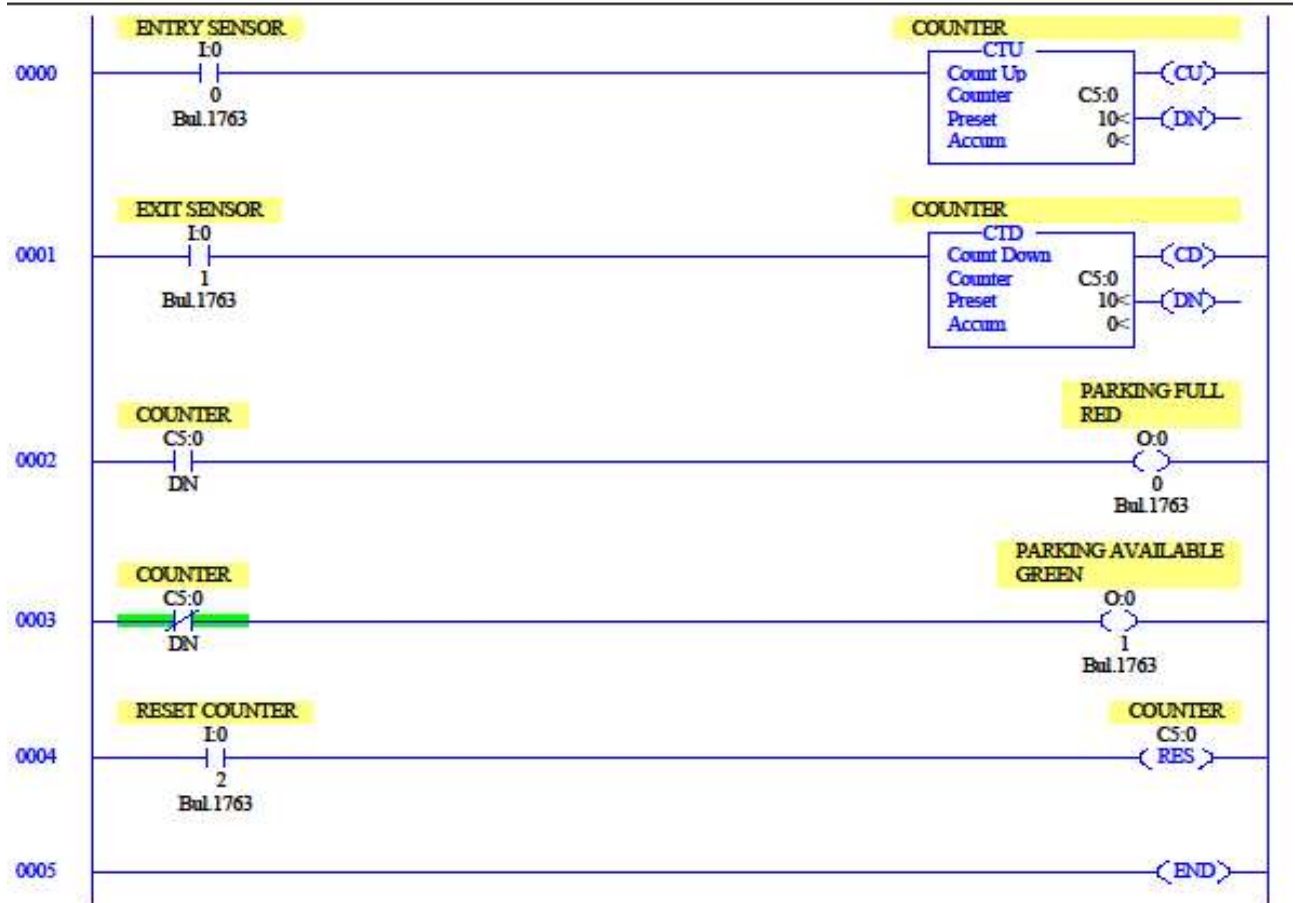 ENTRY SENSOR
I:0
0
Bul.1763
0000
COUNTER
CTU
Count Up
Counter C5:0
Preset 10<
Accum 0<
CU
DN
EXIT SENSOR
I:0
1
Bul.1763
0001
COUNTER
CTD
Count Down
Counter C5:0
Preset 10<
Accum 0<
CD
DN
COUNTER
C5:0
DN
0002
PARKING FULL
RED
O:0
0
Bul.1763
COUNTER
C5:0
DN
0003
PARKING AVAILABLE
GREEN
O:0
1
Bul.1763
RESET COUNTER
I:0
2
Bul.1763
0004
COUNTER
C5:0
RES
0005
END